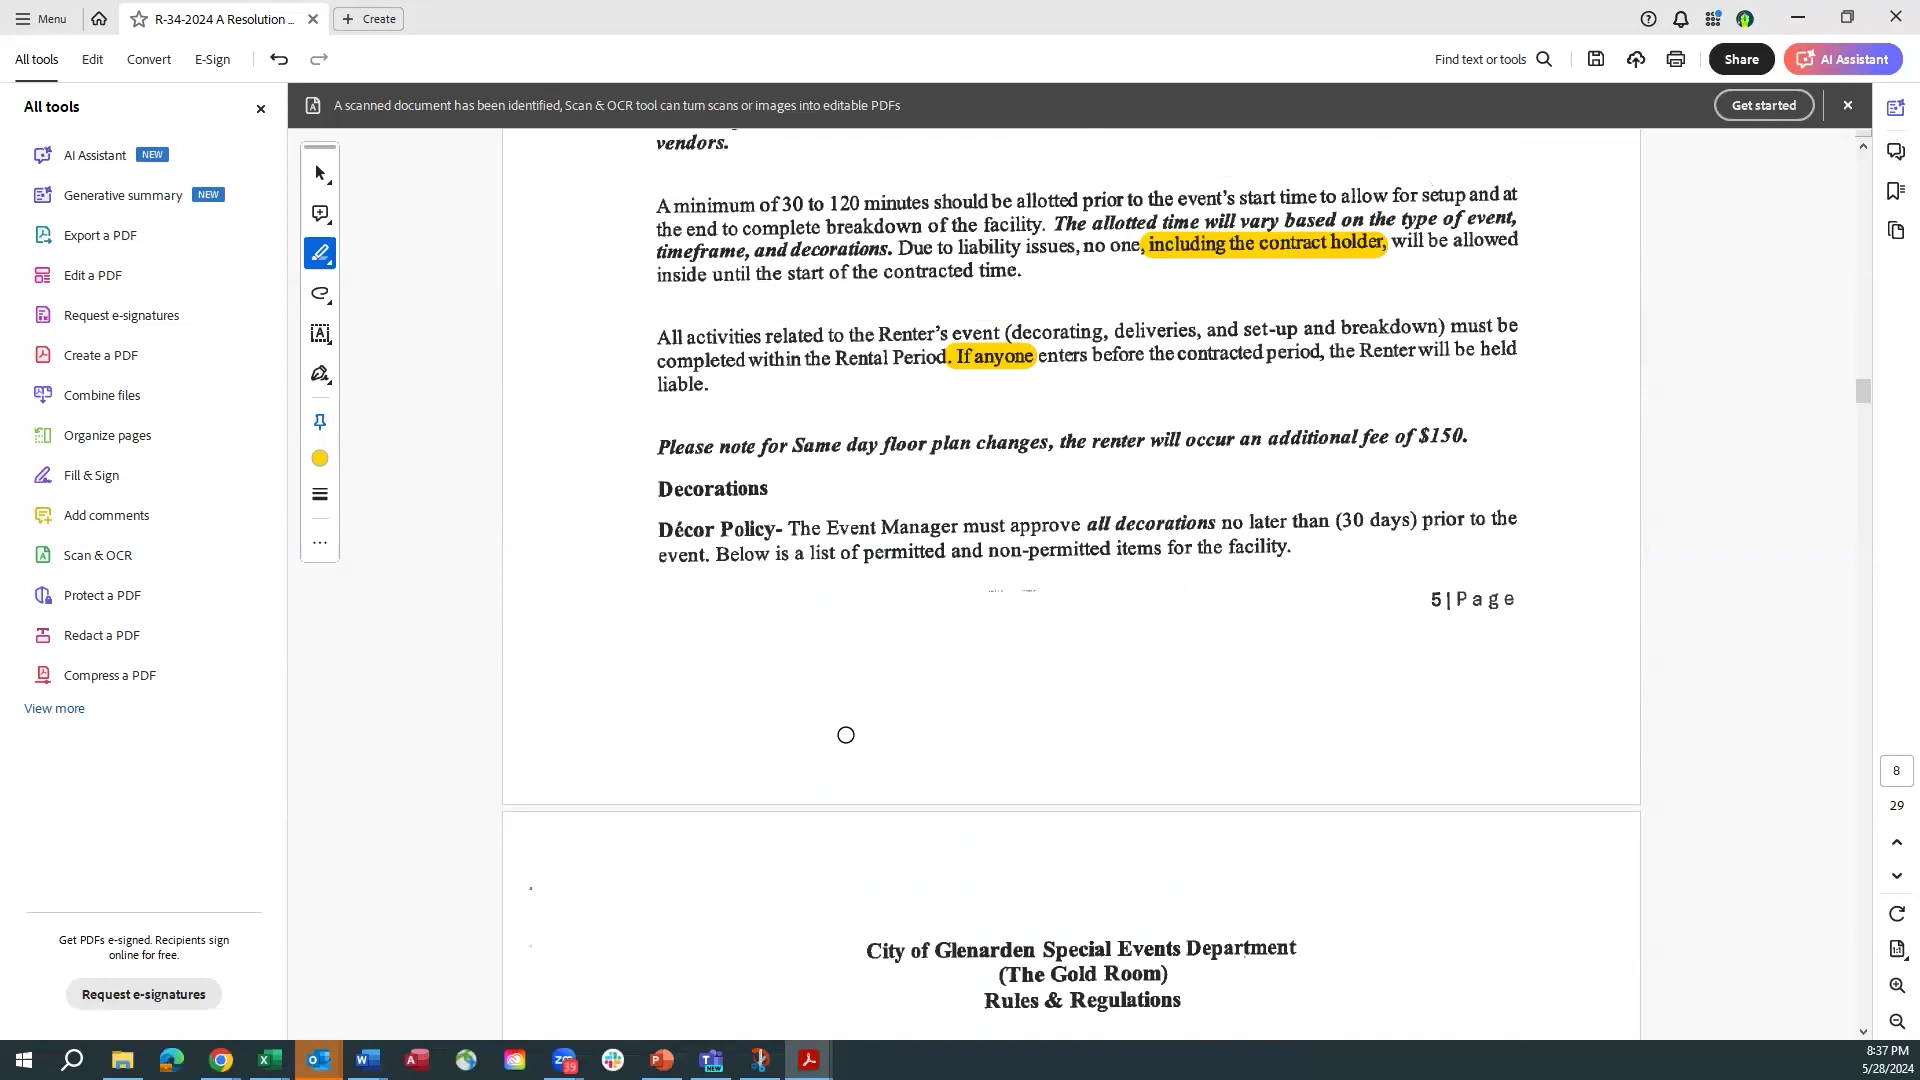 Menu
R-34-2024 A Resolution ...
Create
All tools
Edit
Convert
E-Sign
Find text or tools
Share
AI Assistant
All tools
A scanned document has been identified, Scan & OCR tool can turn scans or images into editable PDFs
Get started
AI Assistant NEW
Generative summary NEW
Export a PDF
Edit a PDF
Request e-signatures
Create a PDF
Combine files
Organize pages
Fill & Sign
Add comments
Scan & OCR
Protect a PDF
Redact a PDF
Compress a PDF
View more
Get PDFs e-signed. Recipients sign
online for free.
Request e-signatures
vendors.
A minimum of 30 to 120 minutes should be allotted prior to the event's start time to allow for setup and at
the end to complete breakdown of the facility. The allotted time will vary based on the type of event,
timeframe, and decorations. Due to liability issues, no one, including the contract holder, will be allowed
inside until the start of the contracted time.
All activities related to the Renter's event (decorating, deliveries, and set-up and breakdown) must be
completed within the Rental Period. If anyone enters before the contracted period, the Renter will be held
liable.
Please note for Same day floor plan changes, the renter will occur an additional fee of $150.
Decorations
Décor Policy- The Event Manager must approve all decorations no later than (30 days) prior to the
event. Below is a list of permitted and non-permitted items for the facility.
5 | P a g e
City of Glenarden Special Events Department
(The Gold Room)
Rules & Regulations
8
29
8:37 PM
5/28/2024